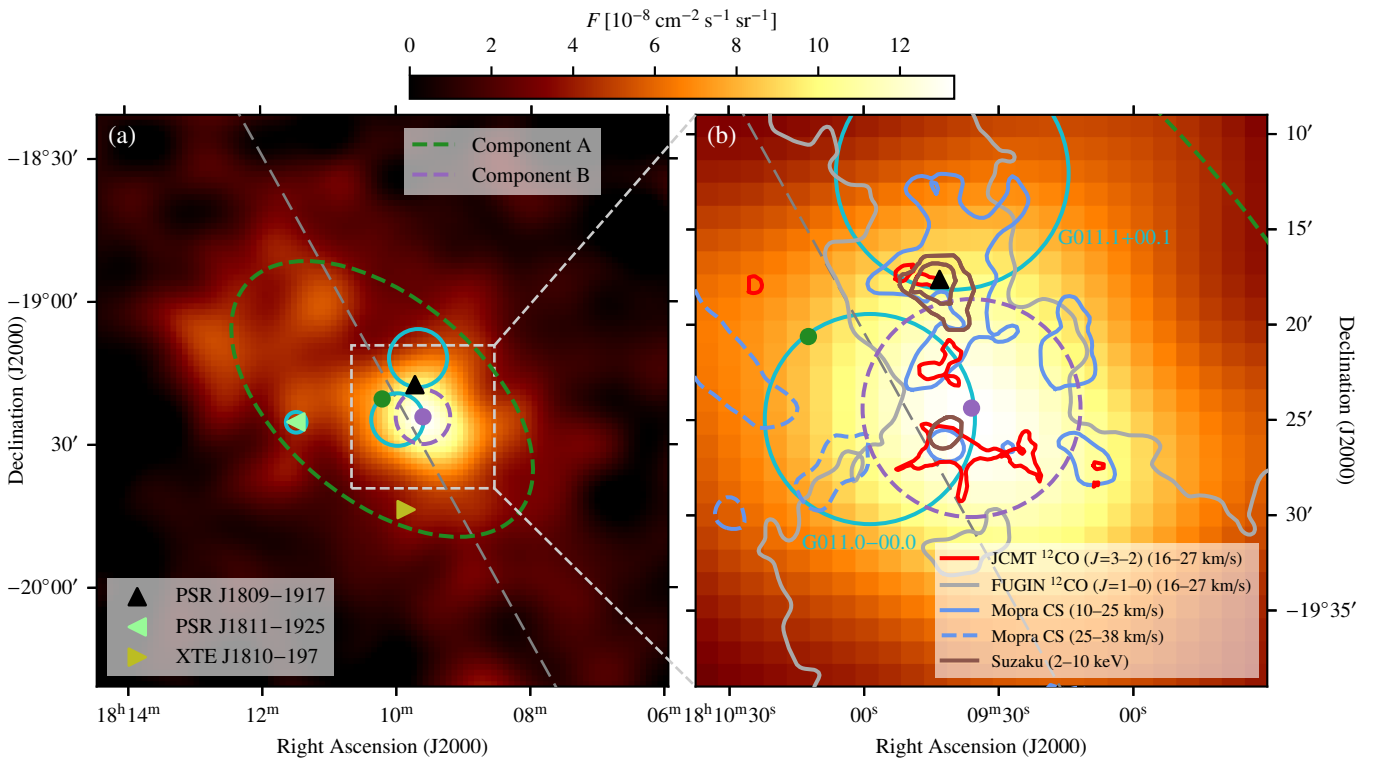 F [10⁻⁸ cm⁻² s⁻¹ sr⁻¹]
0 2 4 6 8 10 12
(a)
Component A
Component B
−18°30′
−19°00′
30′
−20°00′
Declination (J2000)
PSR J1809−1917
PSR J1811−1925
XTE J1810-197
18ʰ14ᵐ 12ᵐ 10ᵐ 08ᵐ 06ᵐ
Right Ascension (J2000)
(b)
G011.1+00.1
G011.0−00.0
JCMT ¹²CO (J=3–2) (16–27 km/s)
FUGIN ¹²CO (J=1–0) (16–27 km/s)
Mopra CS (10–25 km/s)
Mopra CS (25–38 km/s)
Suzaku (2–10 keV)
10′
15′
20′
25′
30′
−19°35′
Declination (J2000)
18ʰ10ᵐ30ˢ 00ˢ 09ᵐ30ˢ 00ˢ
Right Ascension (J2000)